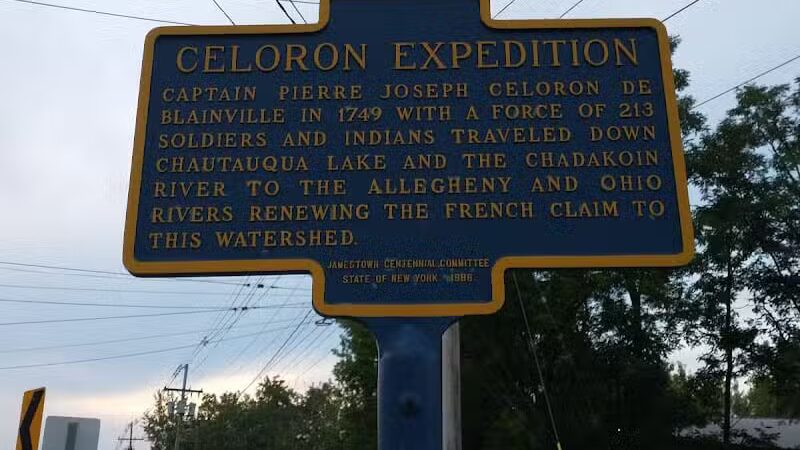 CELORON EXPEDITION
CAPTAIN PIERRE JOSEPH CELORON DE
BLAINVILLE IN 1749 WITH A FORCE OF 213
SOLDIERS AND INDIANS TRAVELED DOWN
CHAUTAUQUA LAKE AND THE CHADAKOIN
RIVER TO THE ALLEGHENY AND OHIO
RIVERS RENEWING THE FRENCH CLAIM TO
THIS WATERSHED.
JAMESTOWN CENTENNIAL COMMITTEE
STATE OF NEW YORK 1986